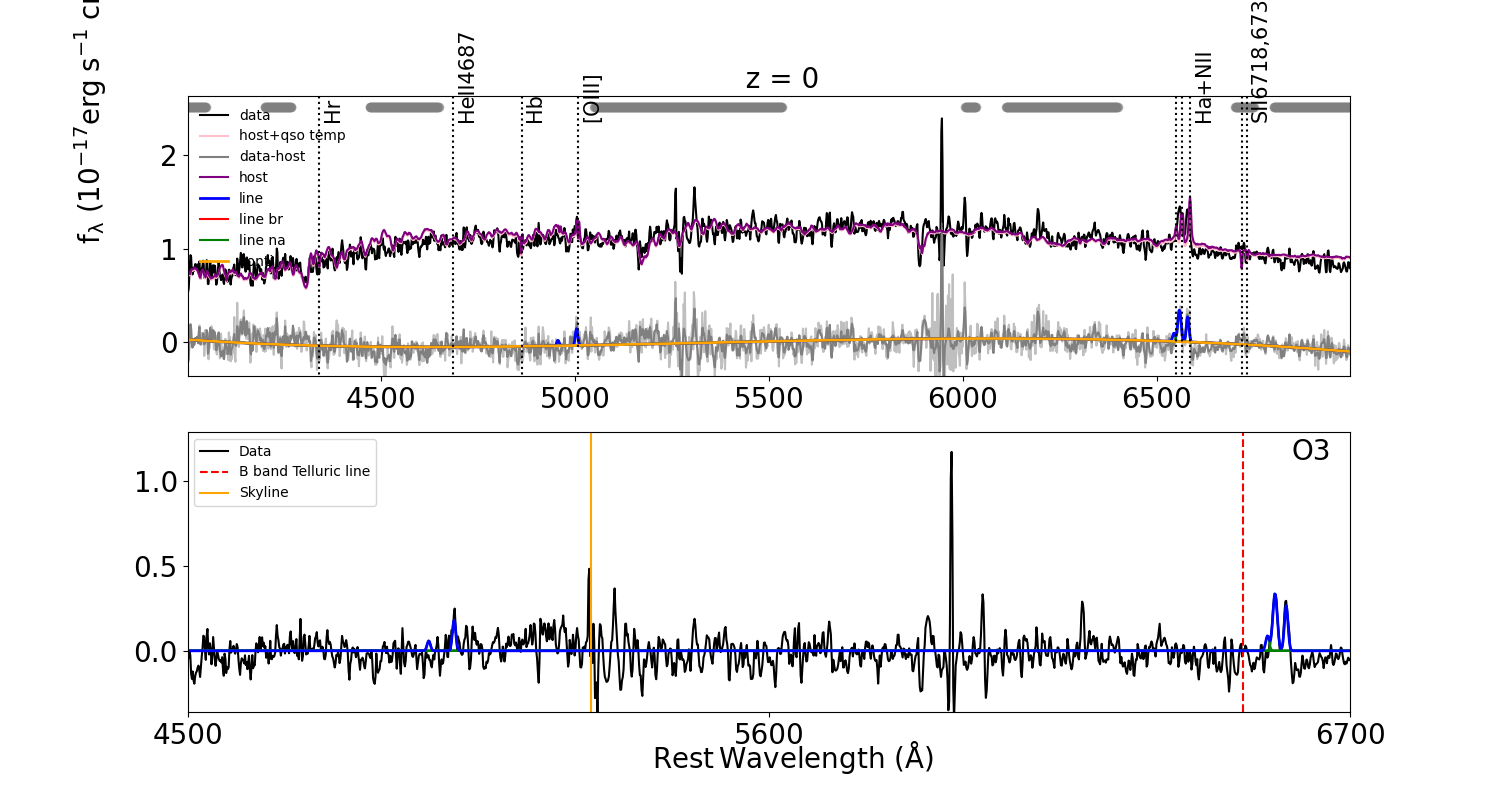 z = 0
fλ (10⁻¹⁷erg s⁻¹ c
Hr
HeII4687
Hb
[OIII]
Ha+NII
SII6718,673
data
host+qso temp
data-host
host
line
line br
line na
2
1
0
4500
5000
5500
6000
6500
O3
Data
B band Telluric line
Skyline
1.0
0.5
0.0
4500
5600
6700
Rest Wavelength (Å)